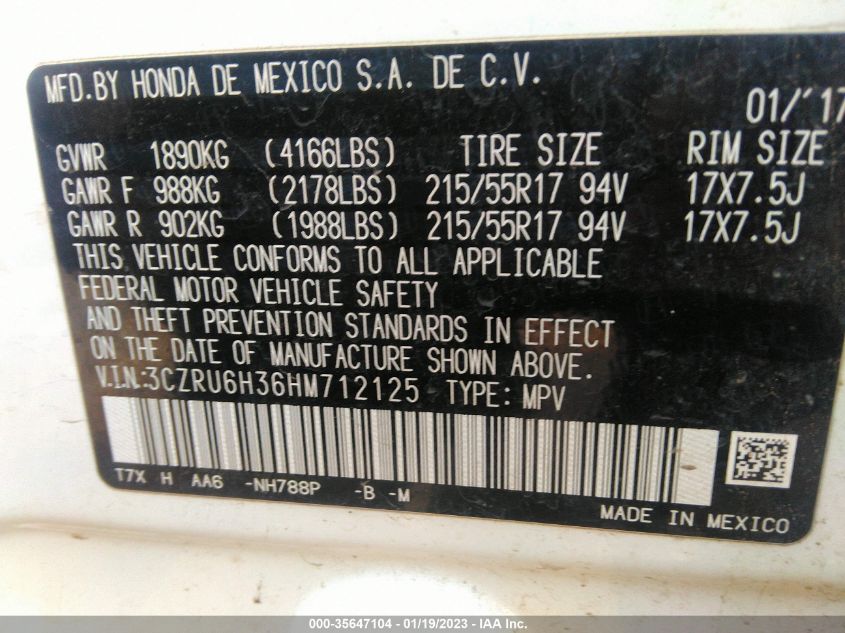 MFD.BY HONDA DE MEXICO S.A. DE C.V.
01/'17
GVWR 1890KG (4166LBS) TIRE SIZE RIM SIZE
GAWR F 988KG (2178LBS) 215/55R17 94V 17X7.5J
GAWR R 902KG (1988LBS) 215/55R17 94V 17X7.5J
THIS VEHICLE CONFORMS TO ALL APPLICABLE
FEDERAL MOTOR VEHICLE SAFETY
AND THEFT PREVENTION STANDARDS IN EFFECT
ON THE DATE OF MANUFACTURE SHOWN ABOVE.
V.I.N.:3CZRU6H36HM712125 TYPE: MPV
T7X H AA6 -NH788P -B -M
MADE IN MEXICO
000-35647104 - 01/19/2023 - IAA Inc.